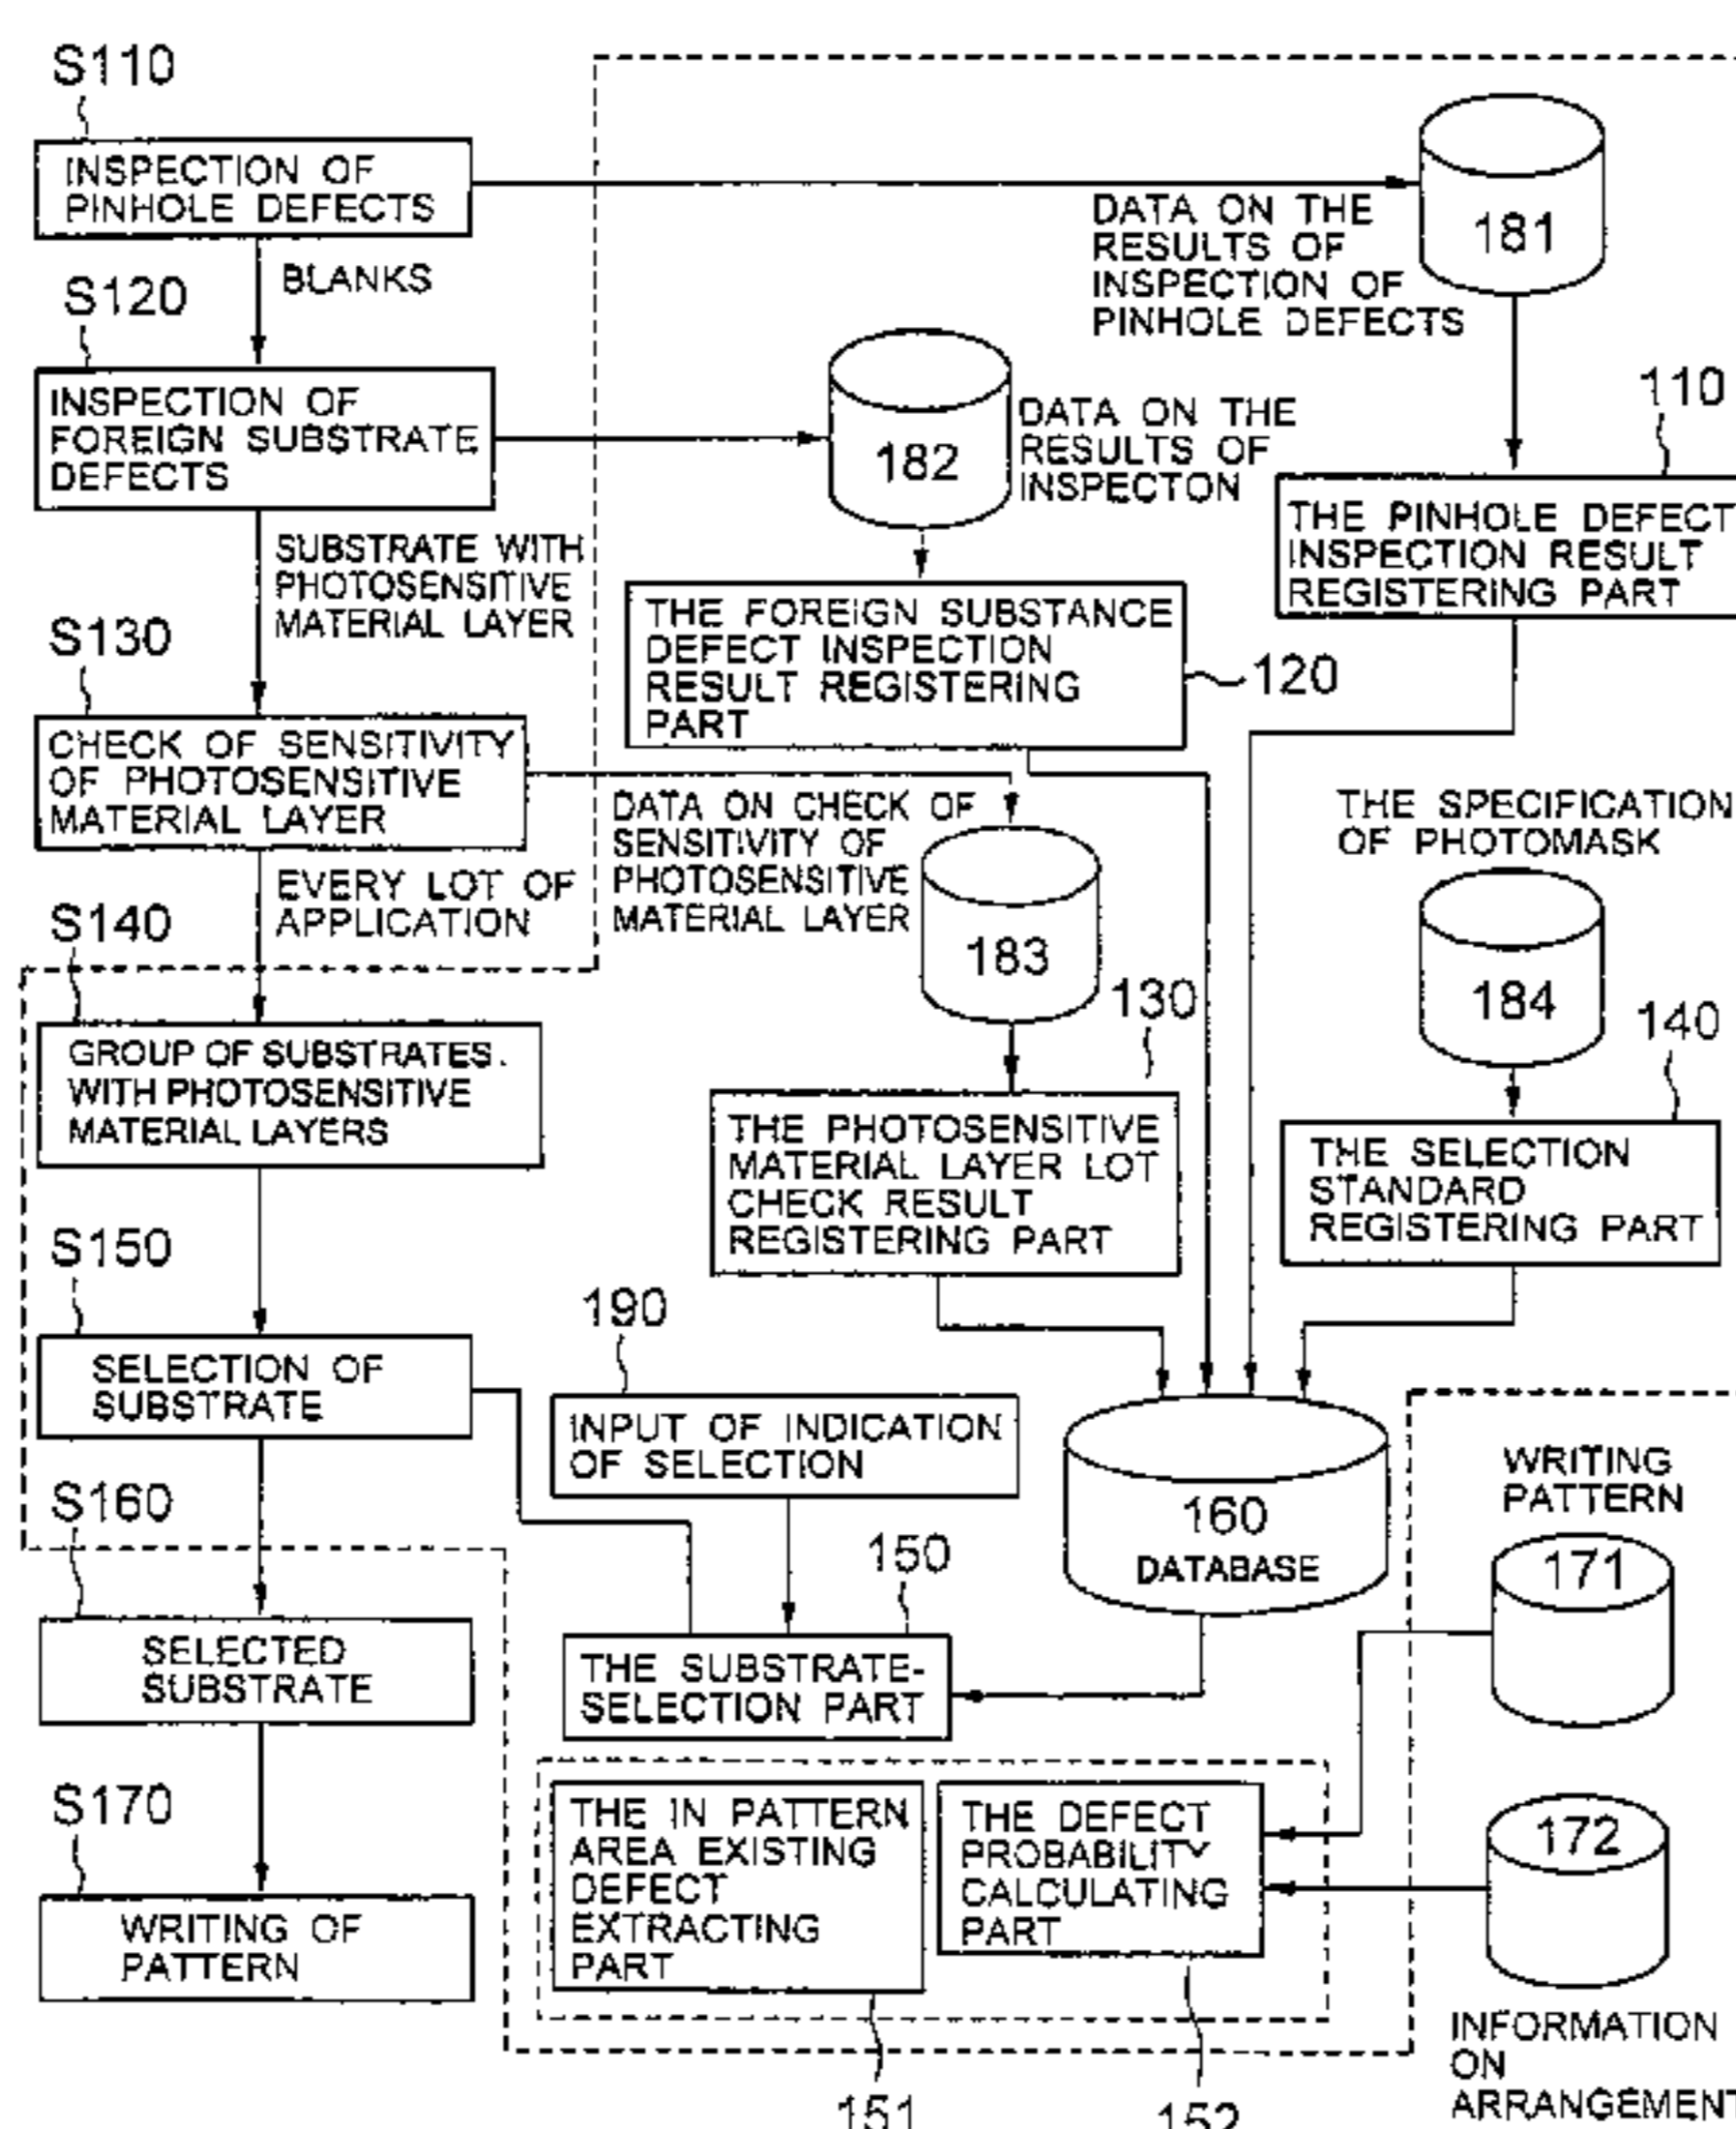 S110
INSPECTION OF
PINHOLE DEFECTS
BLANKS
DATA ON THE
RESULTS OF
INSPECTION OF
PINHOLE DEFECTS
181
S120
INSPECTION OF
FOREIGN SUBSTRATE
DEFECTS
182
DATA ON THE
RESULTS OF
INSPECTON
110
THE PINHOLE DEFECT
INSPECTION RESULT
REGISTERING PART
SUBSTRATE WITH
PHOTOSENSITIVE
MATERIAL LAYER
THE FOREIGN SUBSTANCE
DEFECT INSPECTION
RESULT REGISTERING
PART
120
S130
CHECK OF SENSITIVITY
OF PHOTOSENSITIVE
MATERIAL LAYER
DATA ON CHECK OF
SENSITIVITY OF
PHOTOSENSITIVE
MATERIAL LAYER
183
THE SPECIFICATION
OF PHOTOMASK
184
EVERY LOT OF
APPLICATION
S140
GROUP OF SUBSTRATES.
WITH PHOTOSENSITIVE
MATERIAL LAYERS
130
THE PHOTOSENSITIVE
MATERIAL LAYER LOT
CHECK RESULT
REGISTERING PART
140
THE SELECTION
STANDARD
REGISTERING PART
S150
SELECTION OF
SUBSTRATE
190
INPUT OF INDICATION
OF SELECTION
160
DATABASE
WRITING
PATTERN
171
S160
SELECTED
SUBSTRATE
150
THE SUBSTRATE-
SELECTION PART
S170
WRITING OF
PATTERN
THE IN PATTERN
AREA EXISTING
DEFECT
EXTRACTING
PART
THE DEFECT
PROBABILITY
CALCULATING
PART
172
INFORMATION
ON
ARRANGEMENT
151
152